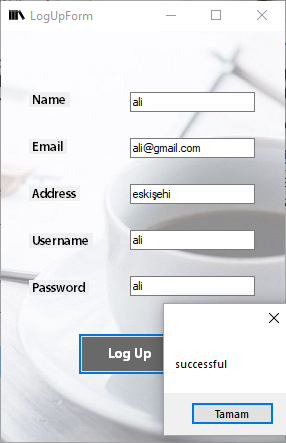 LogUpForm
Name ali
Email ali@gmail.com
Address eskişehi
Username ali
Password ali
Log Up
successful
Tamam